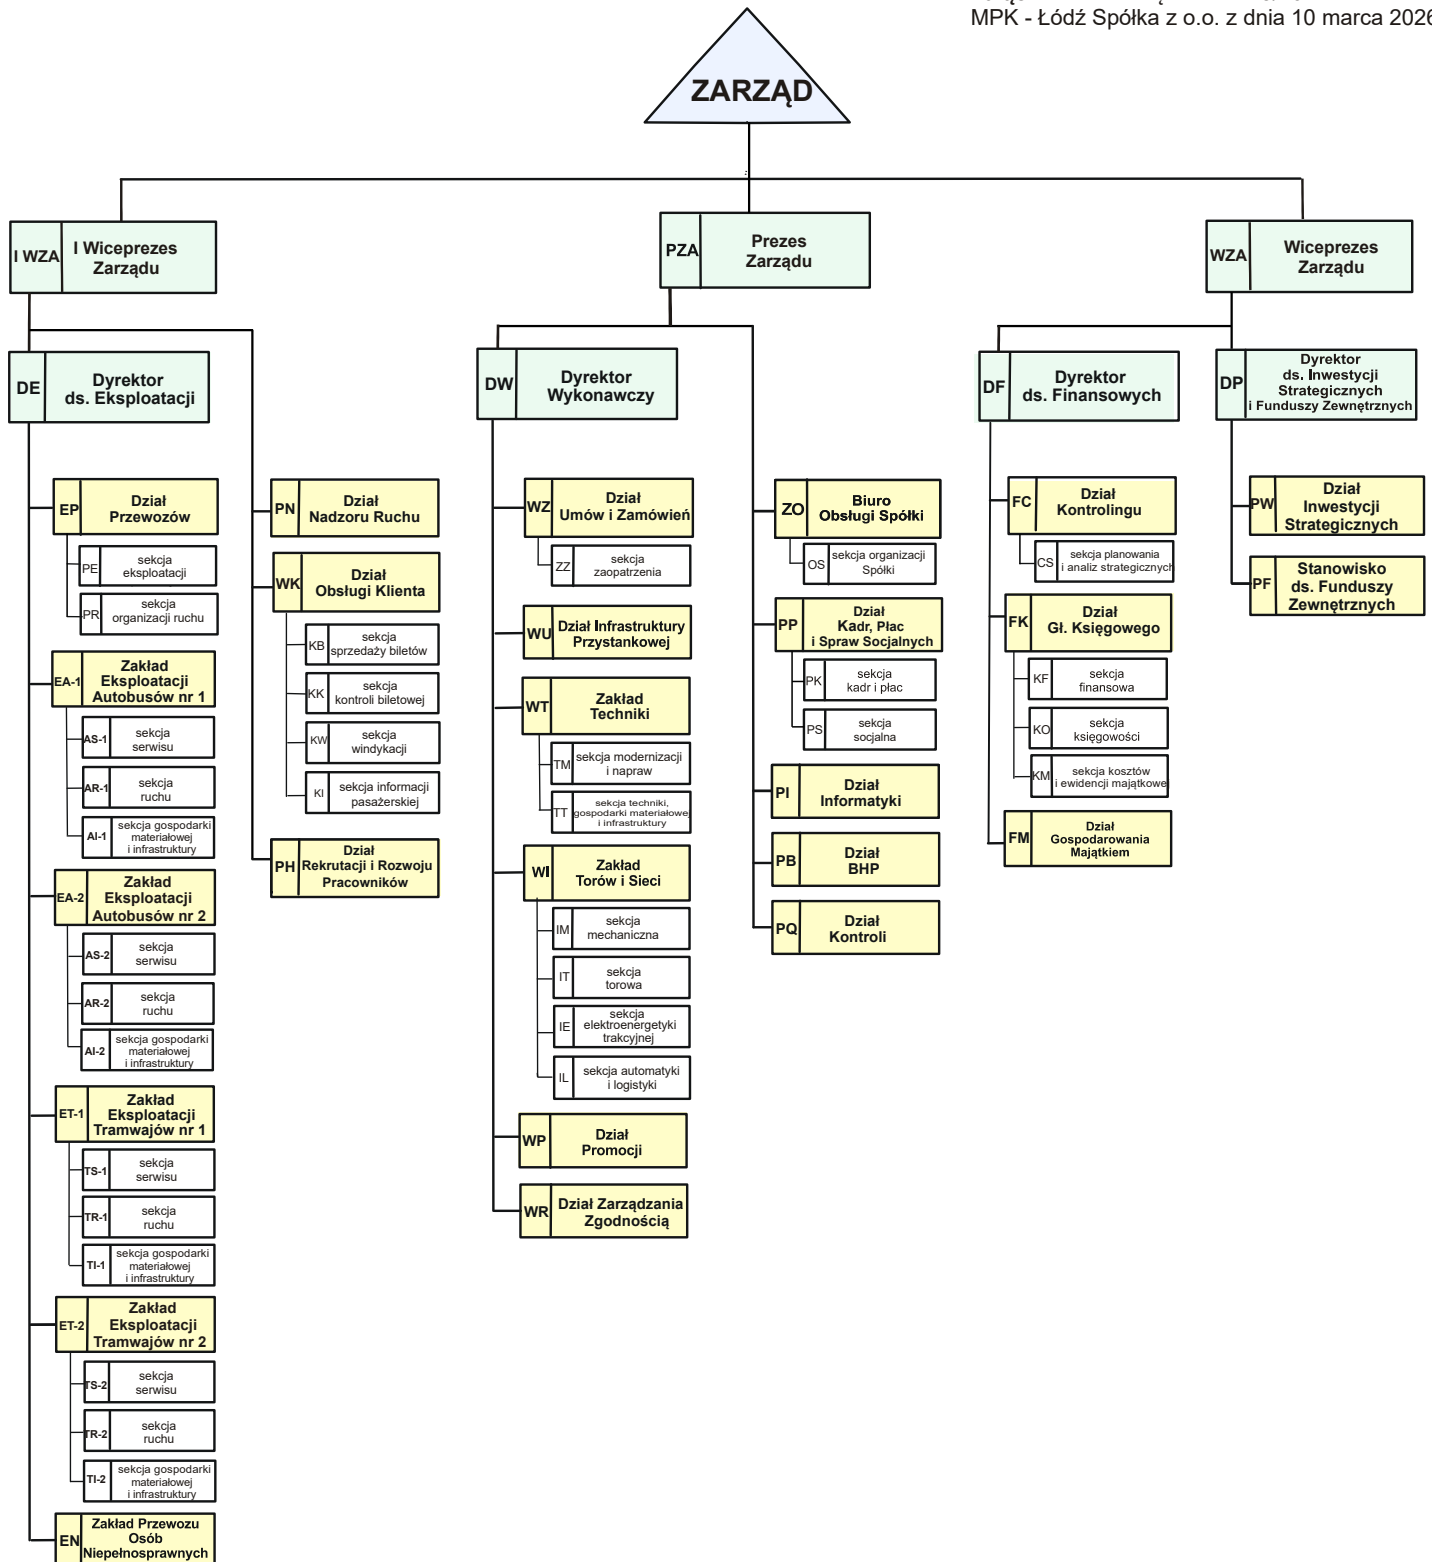 MPK - Łódź Spółka z o.o. z dnia 10 marca 2026
ZARZĄD
I WZA
I Wiceprezes
Zarządu
PZA
Prezes
Zarządu
WZA
Wiceprezes
Zarządu
DE
Dyrektor
ds. Eksploatacji
DW
Dyrektor
Wykonawczy
DF
Dyrektor
ds. Finansowych
DP
Dyrektor
ds. Inwestycji
Strategicznych
i Funduszy Zewnętrznych
EP
Dział
Przewozów
PE
sekcja
eksploatacji
PR
sekcja
organizacji ruchu
EA-1
Zakład
Eksploatacji
Autobusów nr 1
AS-1
sekcja
serwisu
AR-1
sekcja
ruchu
AI-1
sekcja gospodarki
materiałowej
i infrastruktury
EA-2
Zakład
Eksploatacji
Autobusów nr 2
AS-2
sekcja
serwisu
AR-2
sekcja
ruchu
AI-2
sekcja gospodarki
materiałowej
i infrastruktury
ET-1
Zakład
Eksploatacji
Tramwajów nr 1
TS-1
sekcja
serwisu
TR-1
sekcja
ruchu
TI-1
sekcja gospodarki
materiałowej
i infrastruktury
ET-2
Zakład
Eksploatacji
Tramwajów nr 2
TS-2
sekcja
serwisu
TR-2
sekcja
ruchu
TI-2
sekcja gospodarki
materiałowej
i infrastruktury
EN
Zakład Przewozu
Osób
Niepełnosprawnych
PN
Dział
Nadzoru Ruchu
WK
Dział
Obsługi Klienta
KB
sekcja
sprzedaży biletów
KK
sekcja
kontroli biletowej
KW
sekcja
windykacji
KI
sekcja informacji
pasażerskiej
PH
Dział
Rekrutacji i Rozwoju
Pracowników
WZ
Dział
Umów i Zamówień
ZZ
sekcja
zaopatrzenia
WU
Dział Infrastruktury
Przystankowej
WT
Zakład
Techniki
TM
sekcja modernizacji
i napraw
TT
sekcja techniki,
gospodarki materiałowej
i infrastruktury
WI
Zakład
Torów i Sieci
IM
sekcja
mechaniczna
IT
sekcja
torowa
IE
sekcja
elektroenergetyki
trakcyjnej
IL
sekcja automatyki
i logistyki
WP
Dział
Promocji
WR
Dział Zarządzania
Zgodnością
ZO
Biuro
Obsługi Spółki
OS
sekcja organizacji
Spółki
PP
Dział
Kadr, Płac
i Spraw Socjalnych
PK
sekcja
kadr i płac
PS
sekcja
socjalna
PI
Dział
Informatyki
PB
Dział
BHP
PQ
Dział
Kontroli
FC
Dział
Kontrolingu
CS
sekcja planowania
i analiz strategicznych
FK
Dział
Gł. Księgowego
KF
sekcja
finansowa
KO
sekcja
księgowości
KM
sekcja kosztów
i ewidencji majątkowej
FM
Dział
Gospodarowania
Majątkiem
PW
Dział
Inwestycji
Strategicznych
PF
Stanowisko
ds. Funduszy
Zewnętrznych